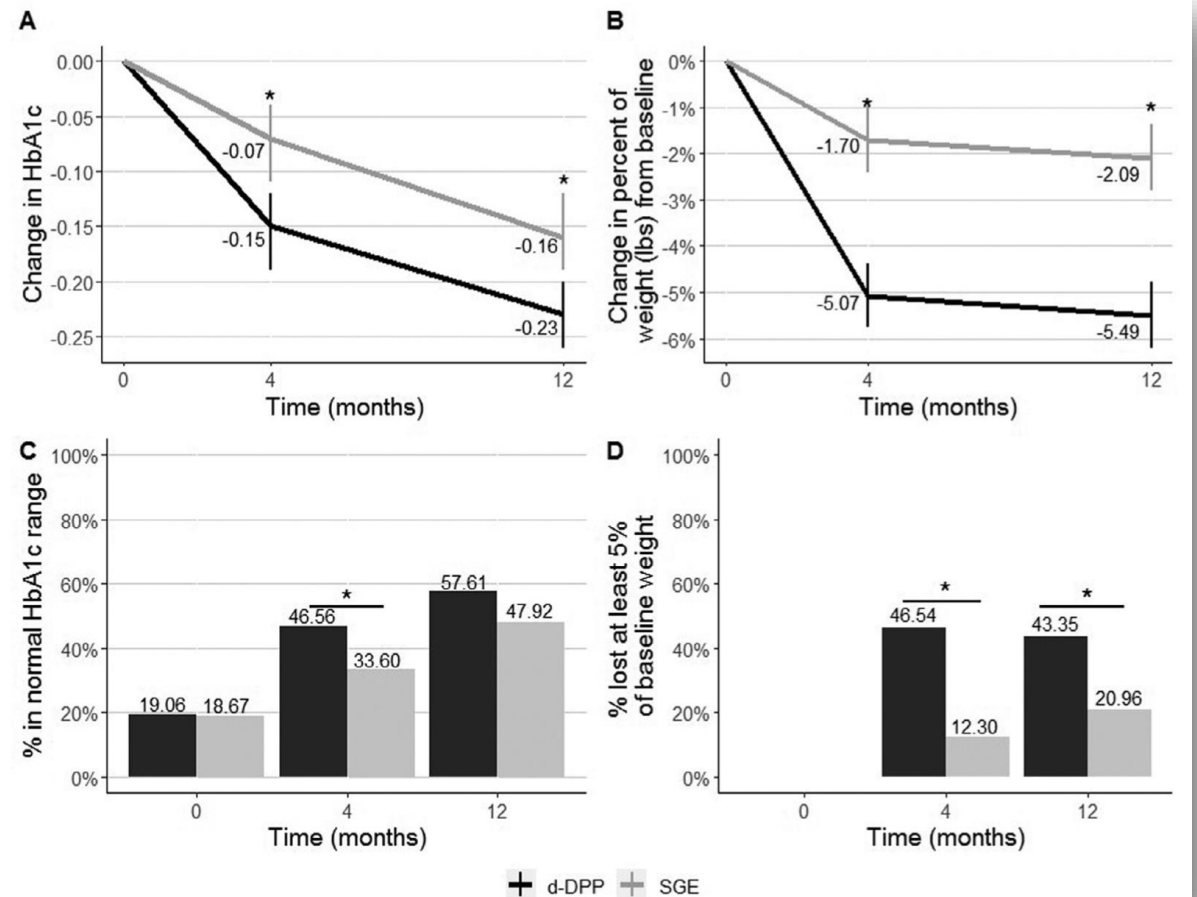 A
Change in HbA1c
0.00
-0.05
-0.10
-0.15
-0.20
-0.25
*
-0.07
*
-0.15
-0.16
-0.23
0 4 12
Time (months)
B
Change in percent of
weight (lbs) from baseline
0%
-1%
-2%
-3%
-4%
-5%
-6%
*
*
-1.70
-2.09
-5.07
-5.49
0 4 12
Time (months)
C
% in normal HbA1c range
100%
80%
60%
40%
20%
0%
19.06 18.67
*
46.56
33.60
57.61
47.92
0 4 12
Time (months)
D
% lost at least 5%
of baseline weight
100%
80%
60%
40%
20%
0%
*
46.54
12.30
*
43.35
20.96
0 4 12
Time (months)
d-DPP SGE